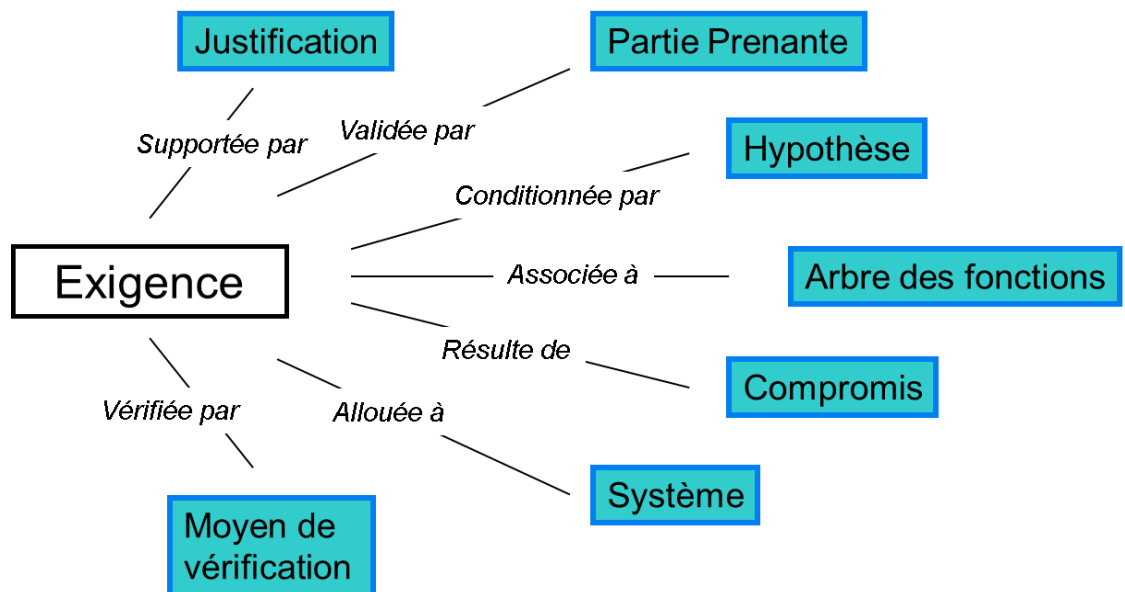 Justification
Partie Prenante
Supportée par
Validée par
Hypothèse
Conditionnée par
Exigence
Associée à
Arbre des fonctions
Résulte de
Compromis
Vérifiée par
Allouée à
Système
Moyen de
vérification